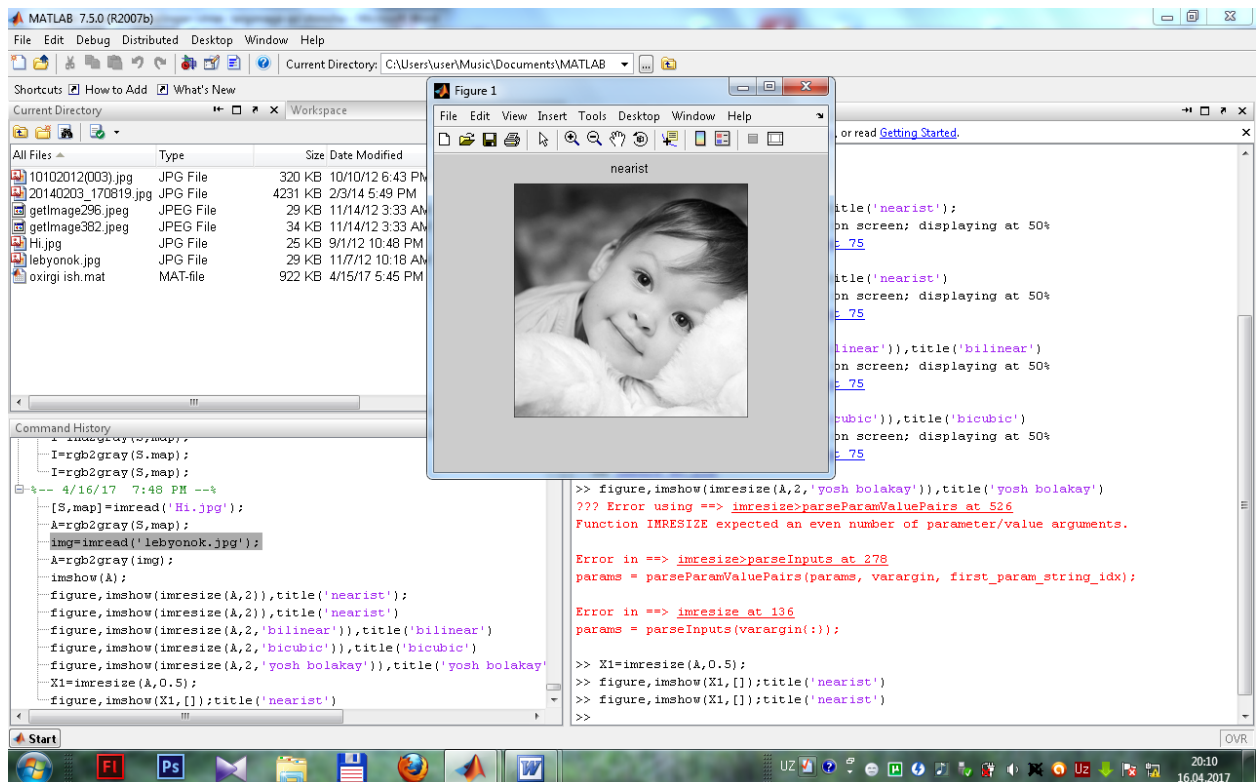 MATLAB 7.5.0 (R2007b)
File Edit Debug Distributed Desktop Window Help
Current Directory: C:\Users\user\Music\Documents\MATLAB
Shortcuts How to Add What's New
Current Directory
Workspace
All Files Type Size Date Modified
10102012(003).jpg JPG File 320 KB 10/10/12 6:43 PM
20140203_170819.jpg JPG File 4231 KB 2/3/14 5:49 PM
getImage296.jpeg JPEG File 29 KB 11/14/12 3:33 AM
getImage382.jpeg JPEG File 34 KB 11/14/12 3:33 AM
Hi.jpg JPG File 25 KB 9/1/12 10:48 PM
lebyonok.jpg JPG File 29 KB 11/7/12 10:18 AM
oxirgi ish.mat MAT-file 922 KB 4/15/17 5:45 PM
Command History
I=ind2gray(S,map);
I=rgb2gray(S.map);
I=rgb2gray(S,map);
%-- 4/16/17 7:48 PM --%
[S,map]=imread('Hi.jpg');
A=rgb2gray(S,map);
img=imread('lebyonok.jpg');
A=rgb2gray(img);
imshow(A);
figure,imshow(imresize(A,2)),title('nearist');
figure,imshow(imresize(A,2)),title('nearist')
figure,imshow(imresize(A,2,'bilinear')),title('bilinear')
figure,imshow(imresize(A,2,'bicubic')),title('bicubic')
figure,imshow(imresize(A,2,'yosh bolakay')),title('yosh bolakay'
X1=imresize(A,0.5);
figure,imshow(X1,[]);title('nearist')
Figure 1
File Edit View Insert Tools Desktop Window Help
nearist
, or read Getting Started.
itle('nearist');
on screen; displaying at 50%
t 75
itle('nearist')
on screen; displaying at 50%
t 75
linear')),title('bilinear')
on screen; displaying at 50%
t 75
cubic')),title('bicubic')
on screen; displaying at 50%
t 75
>> figure,imshow(imresize(A,2,'yosh bolakay')),title('yosh bolakay')
??? Error using ==> imresize>parseParamValuePairs at 526
Function IMRESIZE expected an even number of parameter/value arguments.
Error in ==> imresize>parseInputs at 278
params = parseParamValuePairs(params, varargin, first_param_string_idx);
Error in ==> imresize at 136
params = parseInputs(varargin{:});
>> X1=imresize(A,0.5);
>> figure,imshow(X1,[]);title('nearist')
>> figure,imshow(X1,[]);title('nearist')
>>
Start
OVR
Fl
Ps
W
UZ
Uz
20:10
16.04.2017